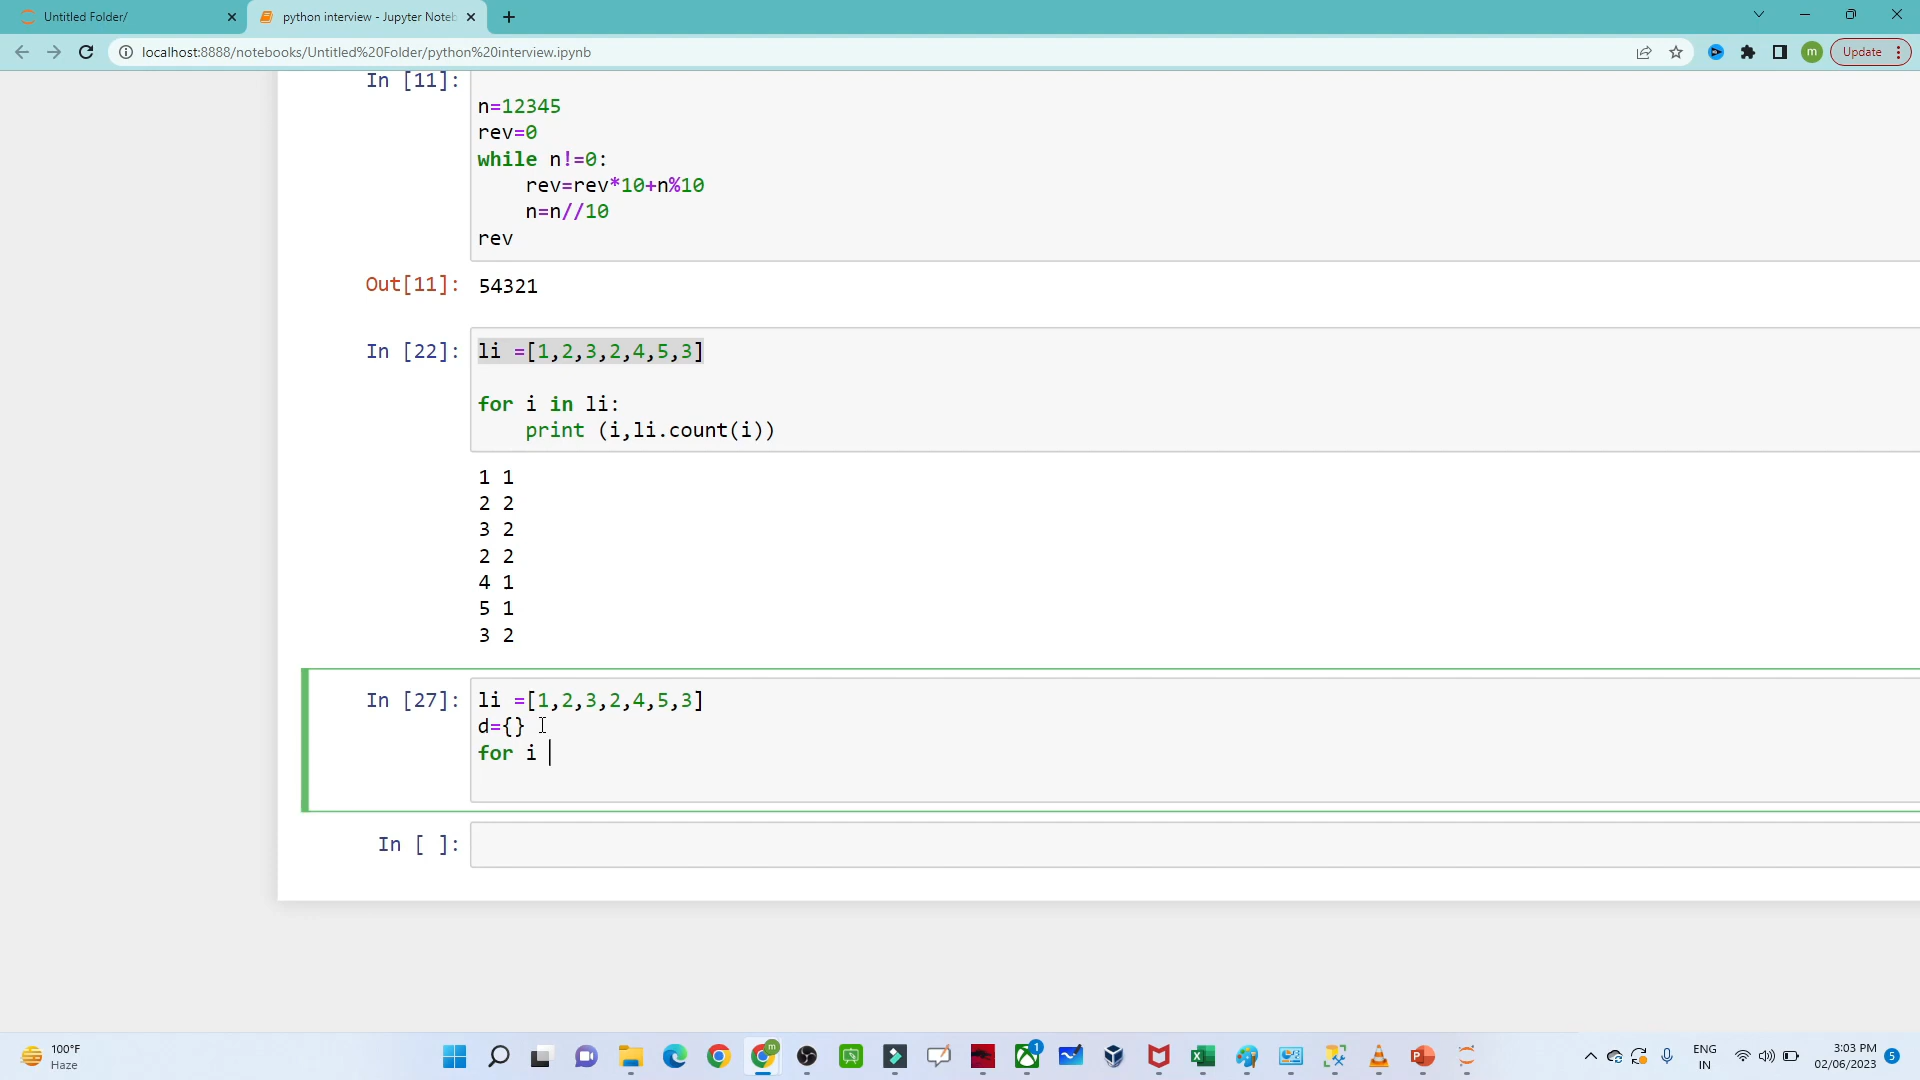 Untitled Folder/
python interview - Jupyter Noteb
localhost:8888/notebooks/Untitled%20Folder/python%20interview.ipynb
m
Update
In [11]:
n=12345
rev=0
while n!=0:
    rev=rev*10+n%10
    n=n//10
rev
Out[11]: 54321
In [22]: li =[1,2,3,2,4,5,3]
for i in li:
    print (i,li.count(i))
1 1
2 2
3 2
2 2
4 1
5 1
3 2
In [27]: li =[1,2,3,2,4,5,3]
d={}
for i
In [ ]:
100°F
Haze
m
1
ENG
IN
3:03 PM
02/06/2023
5